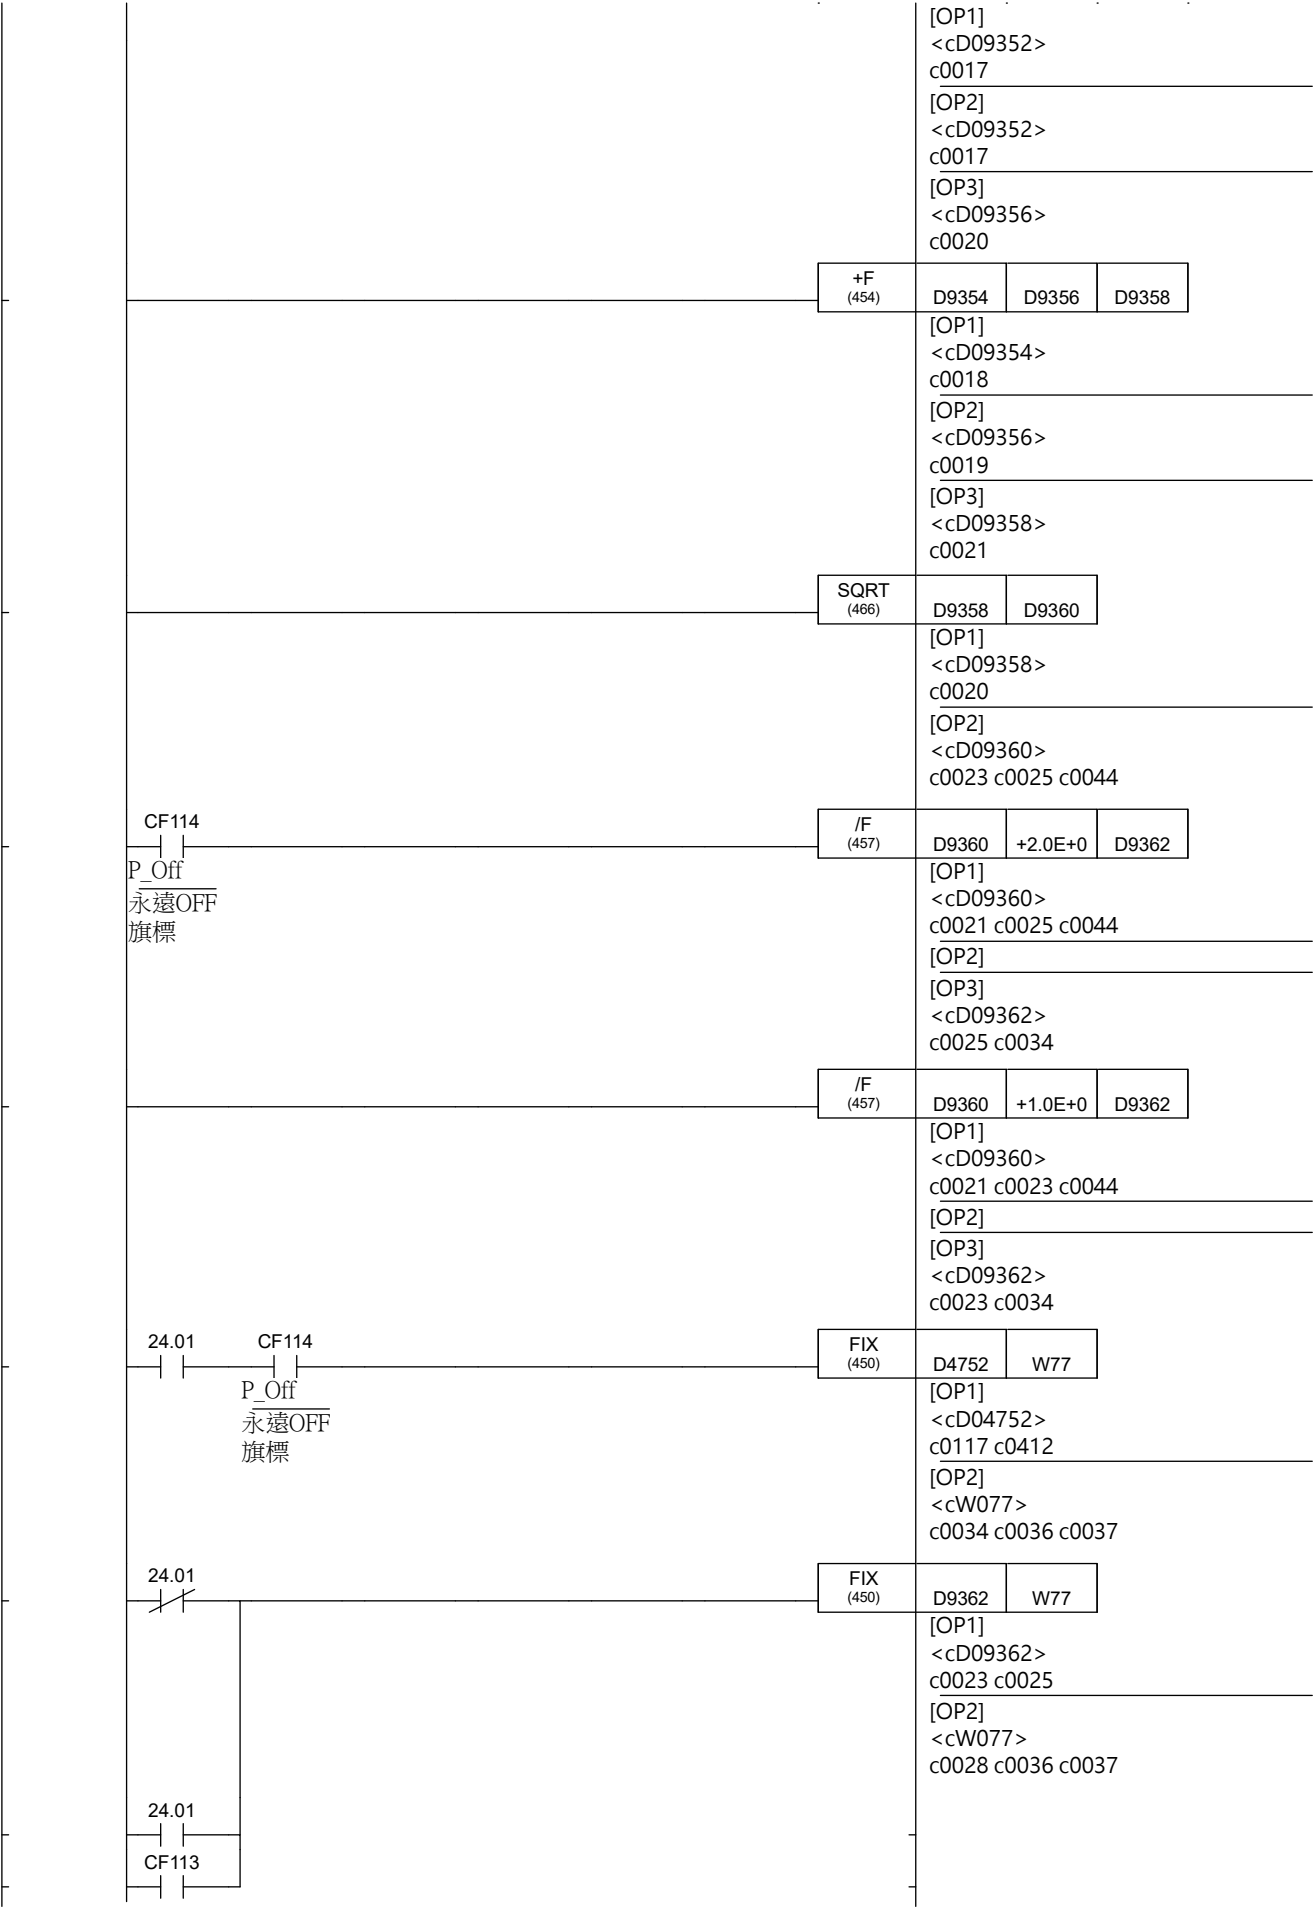 [OP1]
<cD09352>
c0017
[OP2]
<cD09352>
c0017
[OP3]
<cD09356>
c0020
+F
(454)
D9354 D9356 D9358
[OP1]
<cD09354>
c0018
[OP2]
<cD09356>
c0019
[OP3]
<cD09358>
c0021
SQRT
(466)
D9358 D9360
[OP1]
<cD09358>
c0020
[OP2]
<cD09360>
c0023 c0025 c0044
CF114
P_Off
永遠OFF
旗標
/F
(457)
D9360 +2.0E+0 D9362
[OP1]
<cD09360>
c0021 c0025 c0044
[OP2]
[OP3]
<cD09362>
c0025 c0034
/F
(457)
D9360 +1.0E+0 D9362
[OP1]
<cD09360>
c0021 c0023 c0044
[OP2]
[OP3]
<cD09362>
c0023 c0034
24.01 CF114
P_Off
永遠OFF
旗標
FIX
(450)
D4752 W77
[OP1]
<cD04752>
c0117 c0412
[OP2]
<cW077>
c0034 c0036 c0037
24.01
FIX
(450)
D9362 W77
[OP1]
<cD09362>
c0023 c0025
[OP2]
<cW077>
c0028 c0036 c0037
24.01
CF113